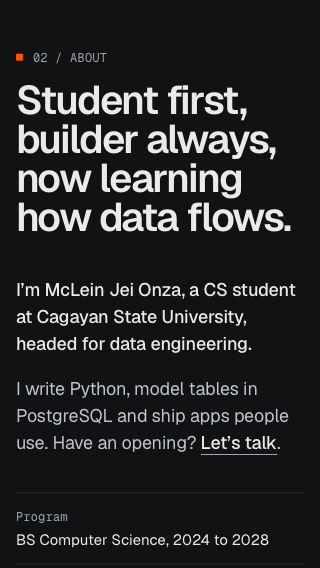 02 / ABOUT
Student first,
builder always,
now learning
how data flows.
I’m McLein Jei Onza, a CS student
at Cagayan State University,
headed for data engineering.
I write Python, model tables in
PostgreSQL and ship apps people
use. Have an opening? Let’s talk.
Program
BS Computer Science, 2024 to 2028